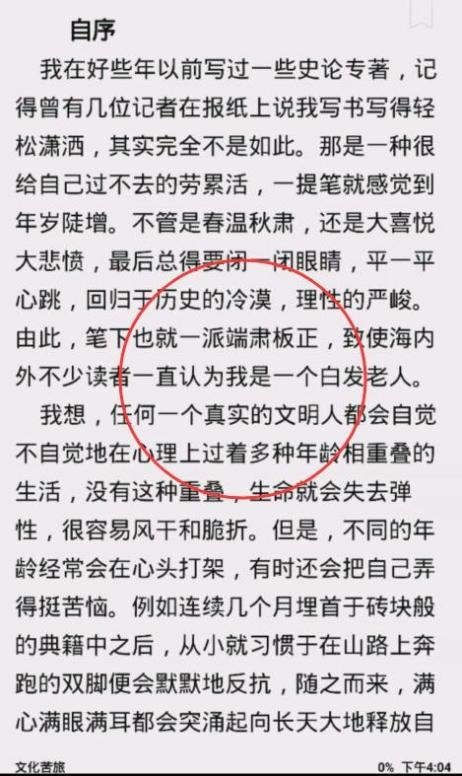 自序
我在好些年以前写过一些史论专著，记
得曾有几位记者在报纸上说我写书写得轻
松潇洒，其实完全不是如此。那是一种很
给自己过不去的劳累活，一提笔就感觉到
年岁陡增。不管是春温秋肃，还是大喜悦
大悲愤，最后总得要闭一闭眼睛，平一平
心跳，回归于历史的冷漠，理性的严峻。
由此，笔下也就一派端肃板正，致使海内
外不少读者一直认为我是一个白发老人。
我想，任何一个真实的文明人都会自觉
不自觉地在心理上过着多种年龄相重叠的
生活，没有这种重叠，生命就会失去弹
性，很容易风干和脆折。但是，不同的年
龄经常会在心头打架，有时还会把自己弄
得挺苦恼。例如连续几个月埋首于砖块般
的典籍中之后，从小就习惯于在山路上奔
跑的双脚便会默默地反抗，随之而来，满
心满眼满耳都会突涌起向长天大地释放自
文化苦旅 0% 下午4:04